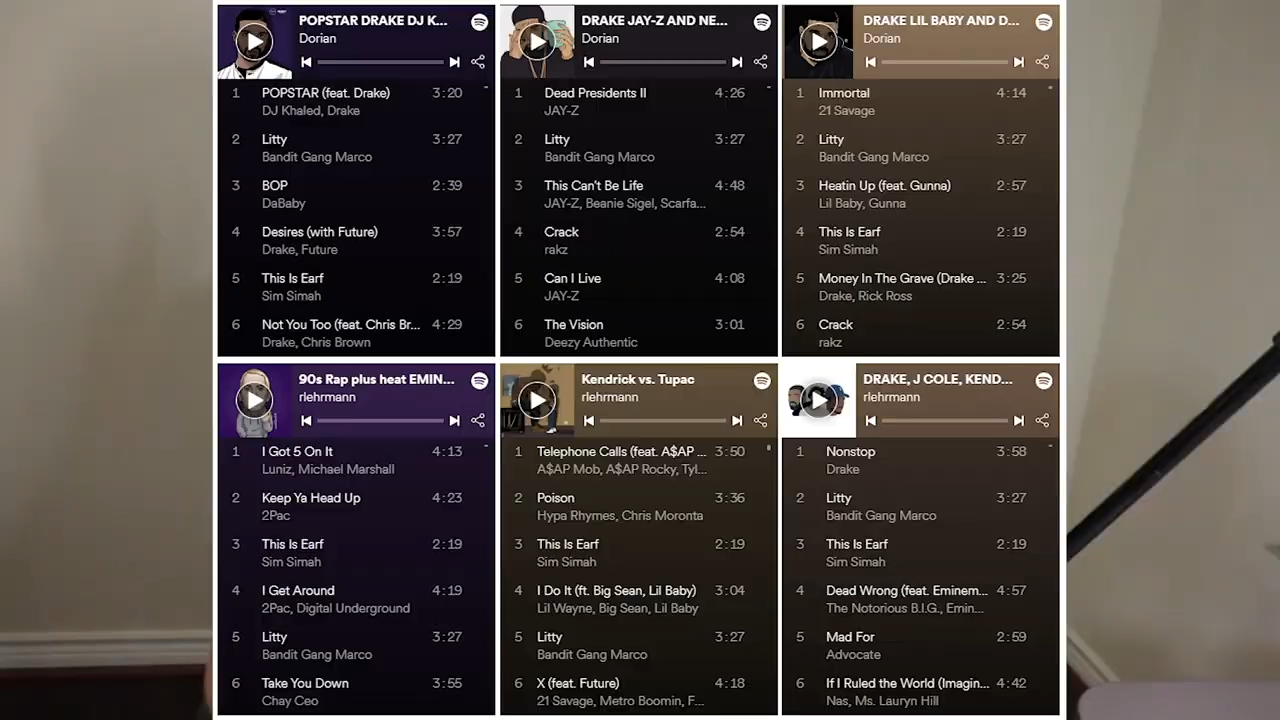 POPSTAR DRAKE DJ K...
Dorian
1 POPSTAR (feat. Drake) 3:20
DJ Khaled, Drake
2 Litty 3:27
Bandit Gang Marco
3 BOP 2:39
DaBaby
4 Desires (with Future) 3:57
Drake, Future
5 This Is Earf 2:19
Sim Simah
6 Not You Too (feat. Chris Br... 4:29
Drake, Chris Brown
DRAKE JAY-Z AND NE...
Dorian
1 Dead Presidents II 4:26
JAY-Z
2 Litty 3:27
Bandit Gang Marco
3 This Can't Be Life 4:48
JAY-Z, Beanie Sigel, Scarfa...
4 Crack 2:54
rakz
5 Can I Live 4:08
JAY-Z
6 The Vision 3:01
Deezy Authentic
DRAKE LIL BABY AND D...
Dorian
1 Immortal 4:14
21 Savage
2 Litty 3:27
Bandit Gang Marco
3 Heatin Up (feat. Gunna) 2:57
Lil Baby, Gunna
4 This Is Earf 2:19
Sim Simah
5 Money In The Grave (Drake ... 3:25
Drake, Rick Ross
6 Crack 2:54
rakz
90s Rap plus heat EMIN...
rlehrmann
1 I Got 5 On It 4:13
Luniz, Michael Marshall
2 Keep Ya Head Up 4:23
2Pac
3 This Is Earf 2:19
Sim Simah
4 I Get Around 4:19
2Pac, Digital Underground
5 Litty 3:27
Bandit Gang Marco
6 Take You Down 3:55
Chay Ceo
Kendrick vs. Tupac
rlehrmann
1 Telephone Calls (feat. A$AP ... 3:50
A$AP Mob, A$AP Rocky, Tyl...
2 Poison 3:36
Hypa Rhymes, Chris Moronta
3 This Is Earf 2:19
Sim Simah
4 I Do It (ft. Big Sean, Lil Baby) 3:04
Lil Wayne, Big Sean, Lil Baby
5 Litty 3:27
Bandit Gang Marco
6 X (feat. Future) 4:18
21 Savage, Metro Boomin, F...
DRAKE, J COLE, KEND...
rlehrmann
1 Nonstop 3:58
Drake
2 Litty 3:27
Bandit Gang Marco
3 This Is Earf 2:19
Sim Simah
4 Dead Wrong (feat. Eminem... 4:57
The Notorious B.I.G., Emin...
5 Mad For 2:59
Advocate
6 If I Ruled the World (Imagin... 4:42
Nas, Ms. Lauryn Hill